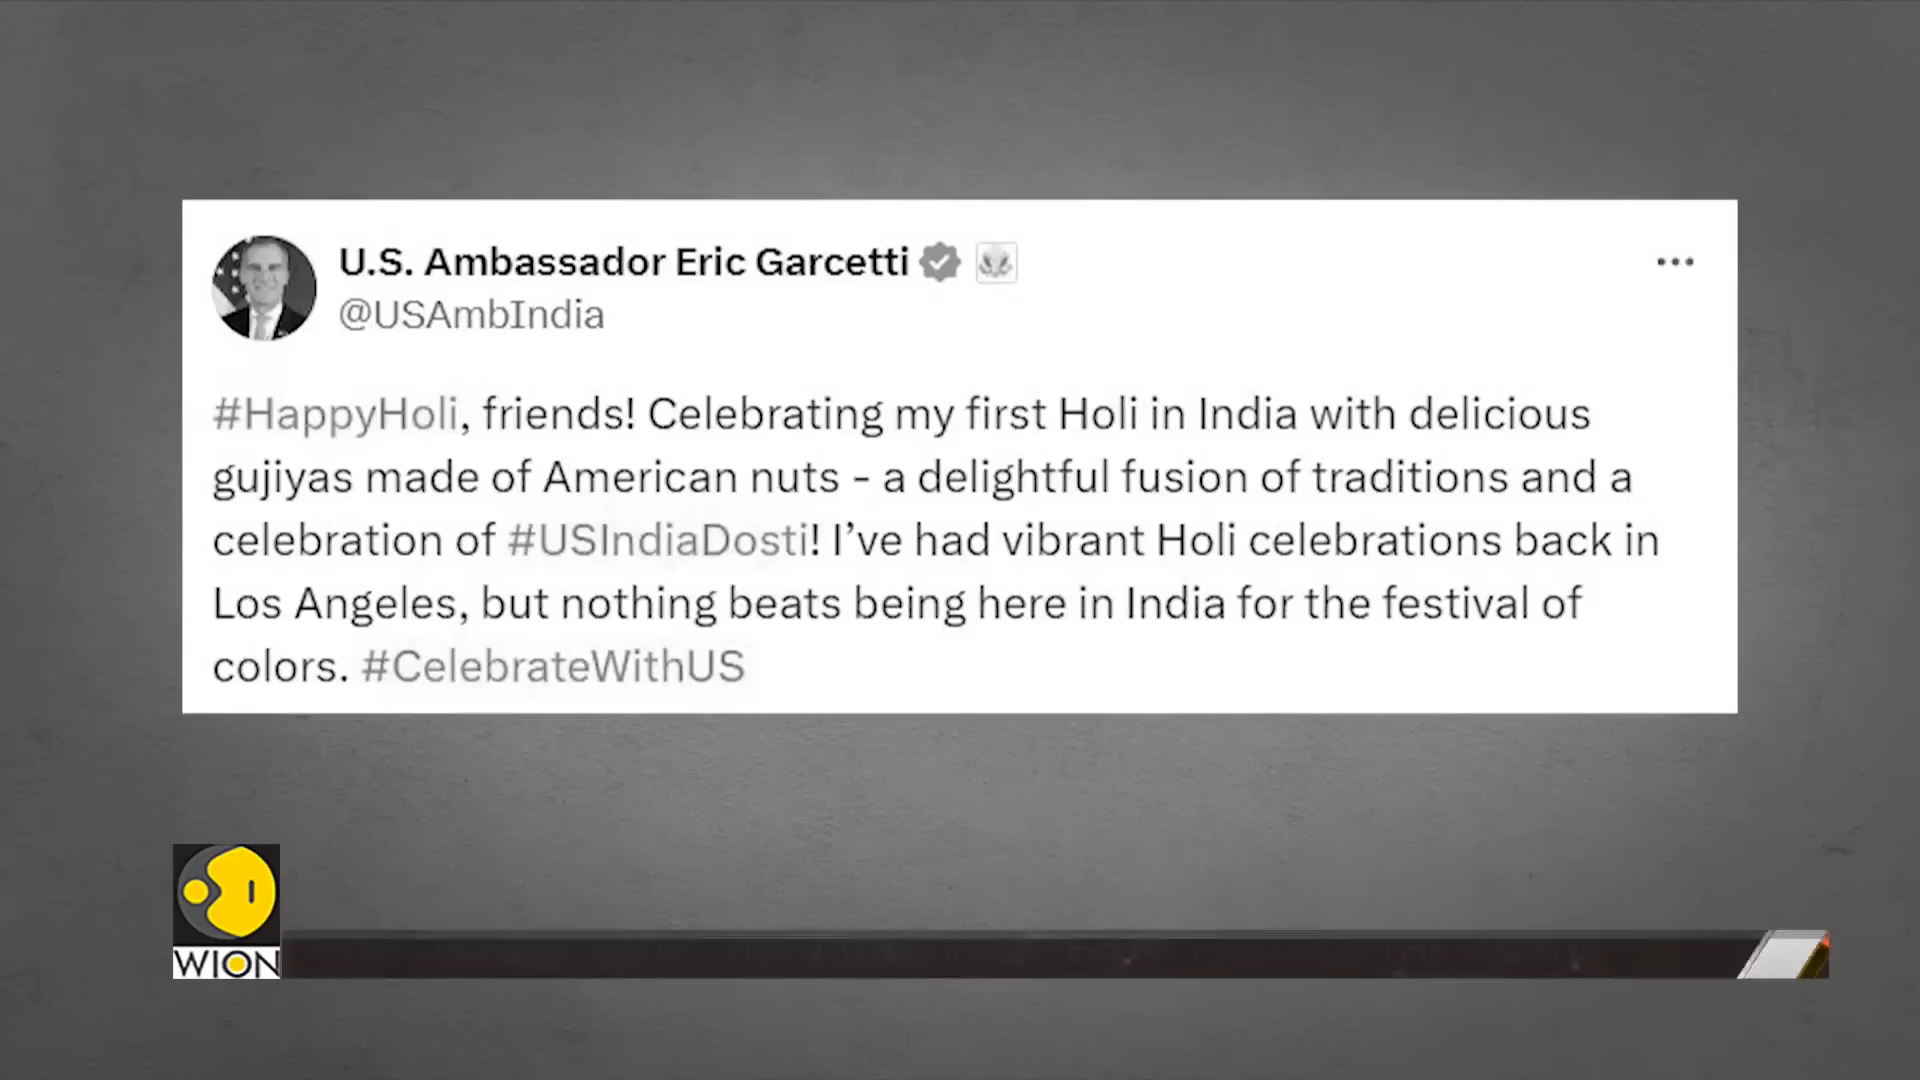 U.S. Ambassador Eric Garcetti
@USAmbIndia
#HappyHoli, friends! Celebrating my first Holi in India with delicious
gujiyas made of American nuts - a delightful fusion of traditions and a
celebration of #USIndiaDosti! I’ve had vibrant Holi celebrations back in
Los Angeles, but nothing beats being here in India for the festival of
colors. #CelebrateWithUS
WION